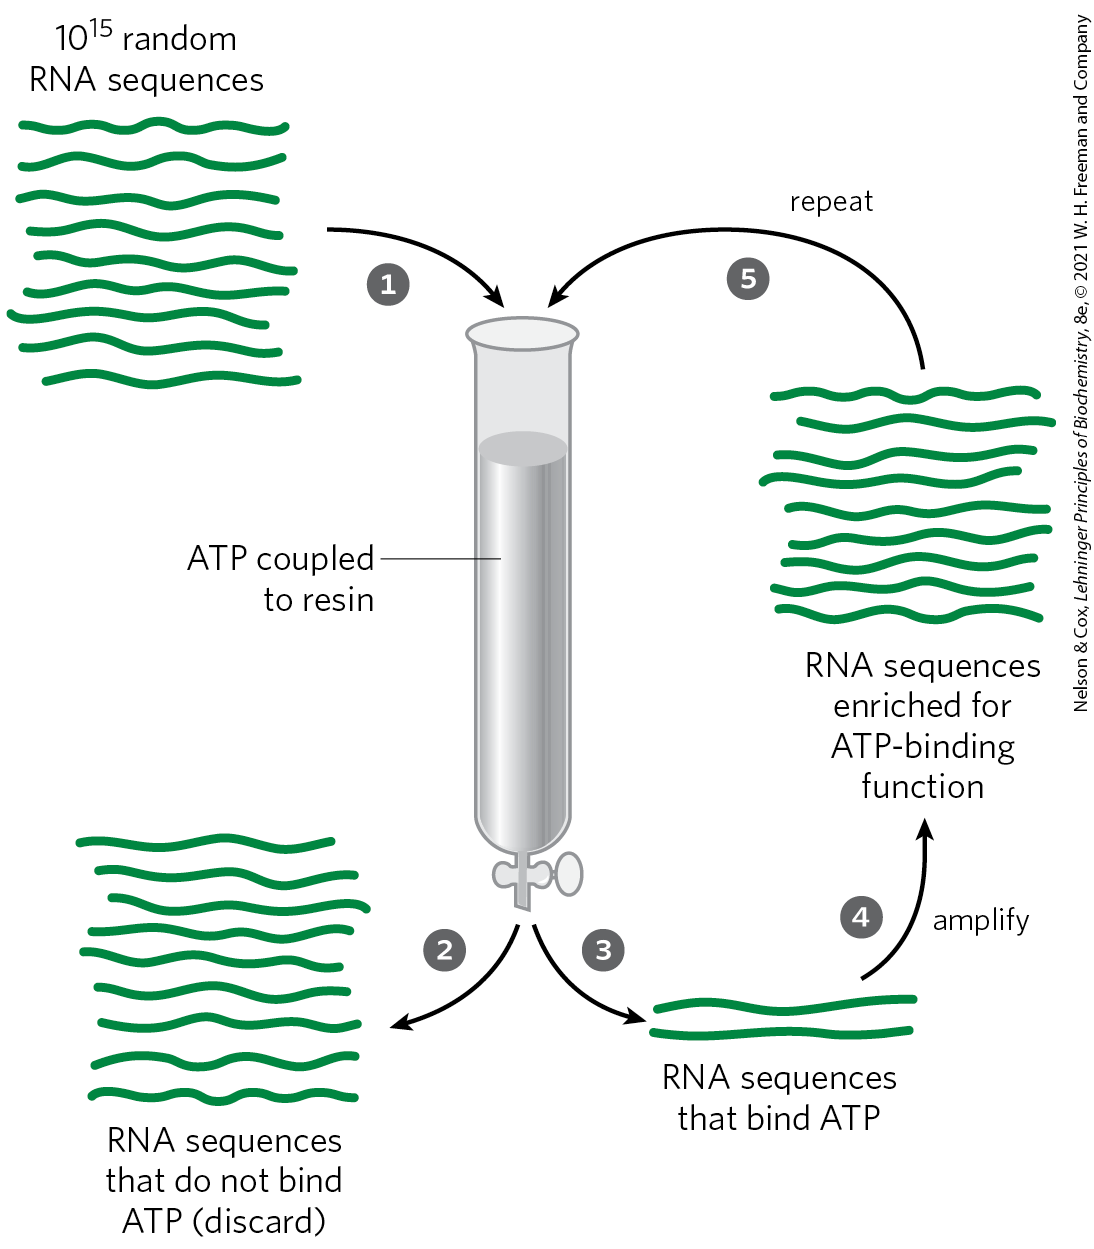 10¹⁵ random
RNA sequences
1
repeat
5
ATP coupled
to resin
RNA sequences
enriched for
ATP-binding
function
4
amplify
2
3
RNA sequences
that bind ATP
RNA sequences
that do not bind
ATP (discard)
Nelson & Cox, Lehninger Principles of Biochemistry, 8e, © 2021 W. H. Freeman and Company